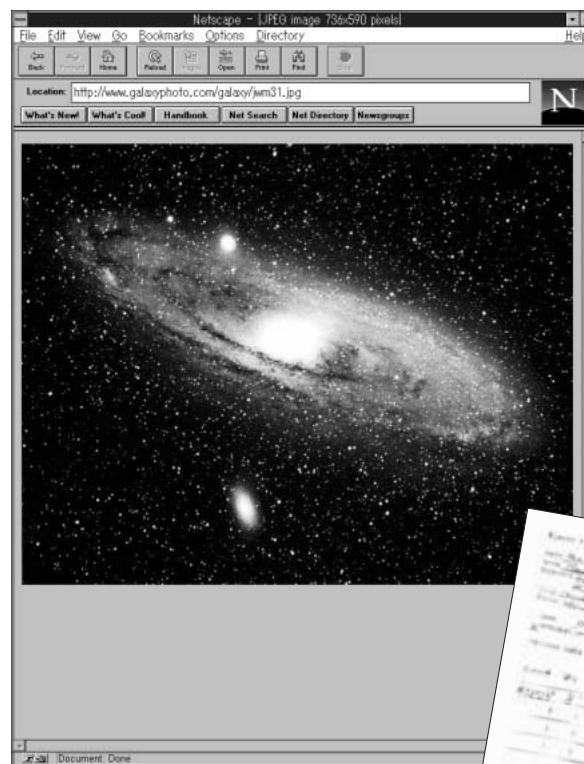 Netscape - [JPEG image 736x590 pixels]
File Edit View Go Bookmarks Options Directory Help
Back Forward Home Reload Images Open Print Find Stop
Location: http://www.galaxyphoto.com/galaxy/jwm31.jpg
N
What's New! What's Cool! Handbook Net Search Net Directory Newsgroups
Document: Done